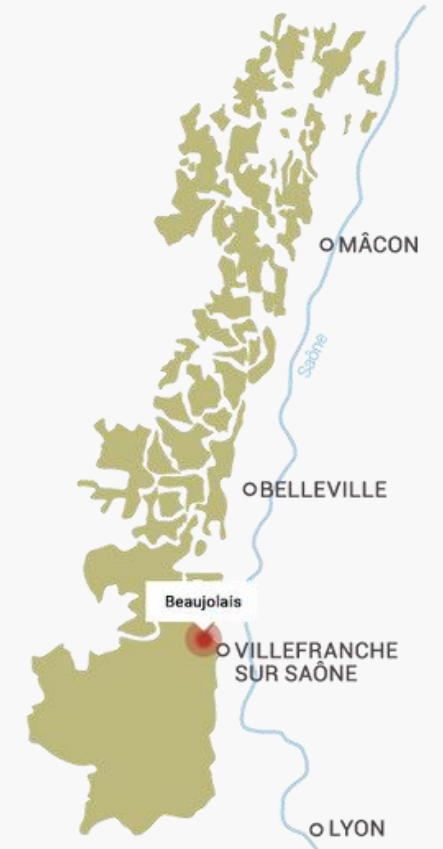 MÂCON
Saône
BELLEVILLE
Beaujolais
VILLEFRANCHE
SUR SAÔNE
LYON